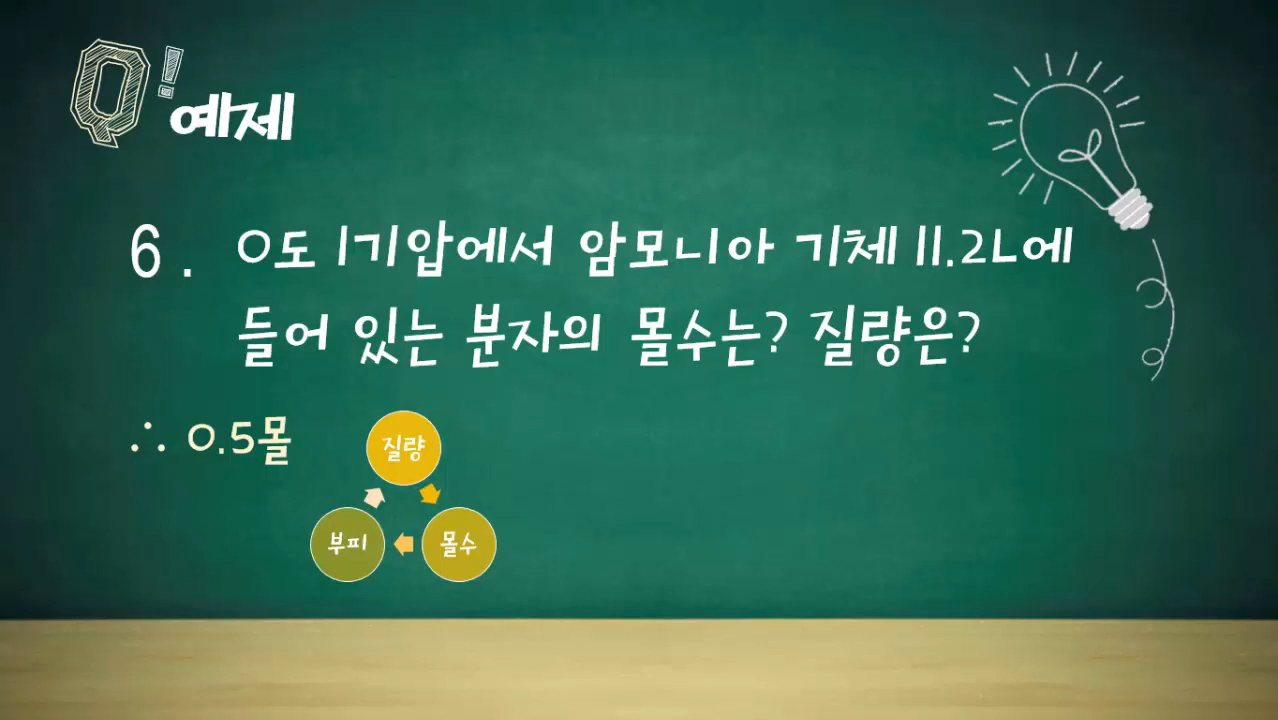 Q!
예제
6. 0도 1기압에서 암모니아 기체 11.2L에
들어 있는 분자의 몰수는? 질량은?
∴ 0.5몰
질량
부피
몰수